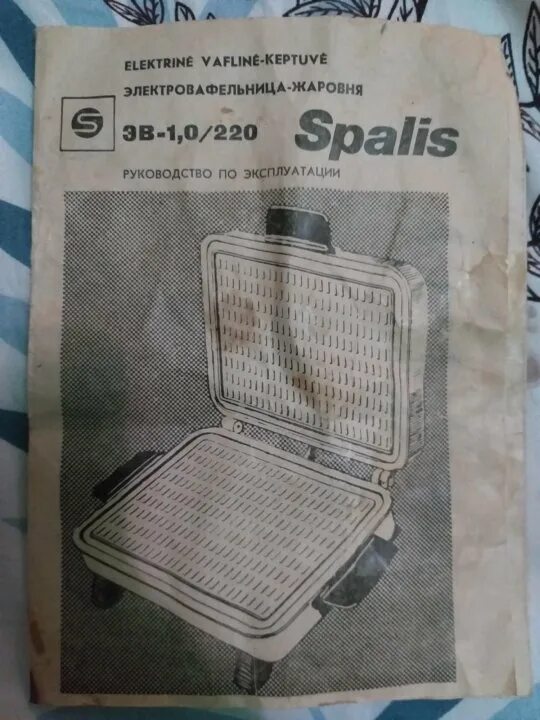 ELEKTRINĖ VAFLINĖ-KEPTUVĖ
ЭЛЕКТРОВАФЕЛЬНИЦА-ЖАРОВНЯ
S
ЭВ-1,0/220 Spalis
РУКОВОДСТВО ПО ЭКСПЛУАТАЦИИ